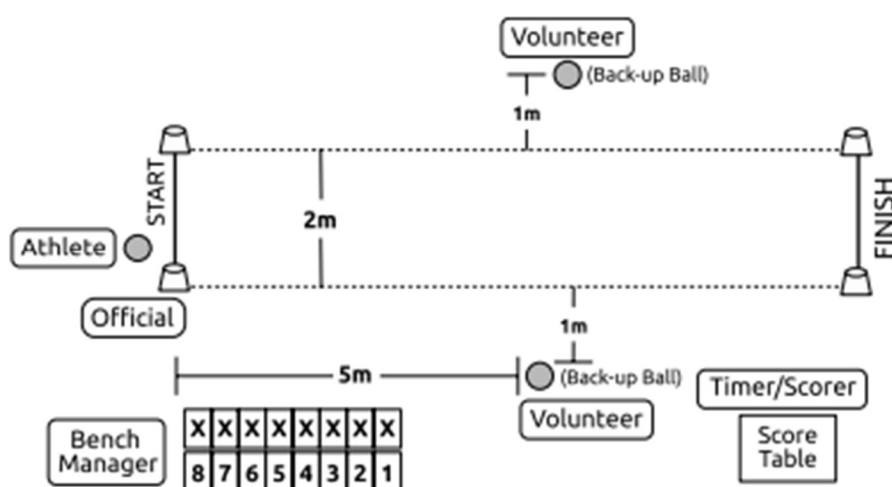 Volunteer
(Back-up Ball)
1m
START
2m
FINISH
Athlete
Official
1m
5m
(Back-up Ball)
Timer/Scorer
Volunteer
Bench
Manager
X X X X X X X X
8 7 6 5 4 3 2 1
Score
Table